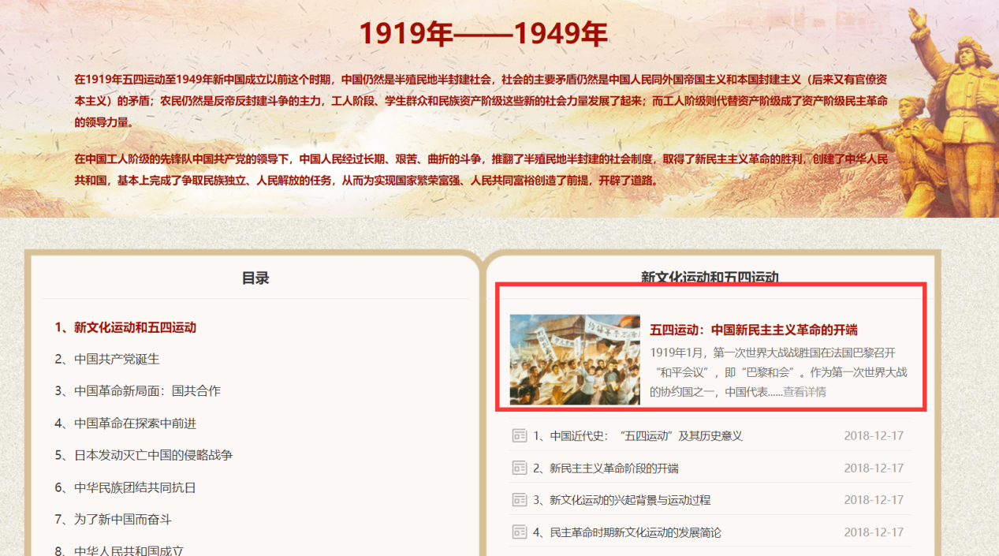 1919年——1949年
在1919年五四运动至1949年新中国成立以前这个时期，中国仍然是半殖民地半封建社会，社会的主要矛盾仍然是中国人民同外国帝国主义和本国封建主义（后来又有官僚资
本主义）的矛盾；农民仍然是反帝反封建斗争的主力，工人阶段、学生群众和民族资产阶级这些新的社会力量发展了起来；而工人阶级则代替资产阶级成了资产阶级民主革命
的领导力量。
在中国工人阶级的先锋队中国共产党的领导下，中国人民经过长期、艰苦、曲折的斗争，推翻了半殖民地半封建的社会制度，取得了新民主主义革命的胜利，创建了中华人民
共和国，基本上完成了争取民族独立、人民解放的任务，从而为实现国家繁荣富强、人民共同富裕创造了前提，开辟了道路。
目录
1、新文化运动和五四运动
2、中国共产党诞生
3、中国革命新局面：国共合作
4、中国革命在探索中前进
5、日本发动灭亡中国的侵略战争
6、中华民族团结共同抗日
7、为了新中国而奋斗
8、中华人民共和国成立
新文化运动和五四运动
五四运动：中国新民主主义革命的开端
1919年1月，第一次世界大战战胜国在法国巴黎召开
“和平会议”，即“巴黎和会”。作为第一次世界大战
的协约国之一，中国代表......查看详情
1、中国近代史：“五四运动”及其历史意义 2018-12-17
2、新民主主义革命阶段的开端 2018-12-17
3、新文化运动的兴起背景与运动过程 2018-12-17
4、民主革命时期新文化运动的发展简论 2018-12-17